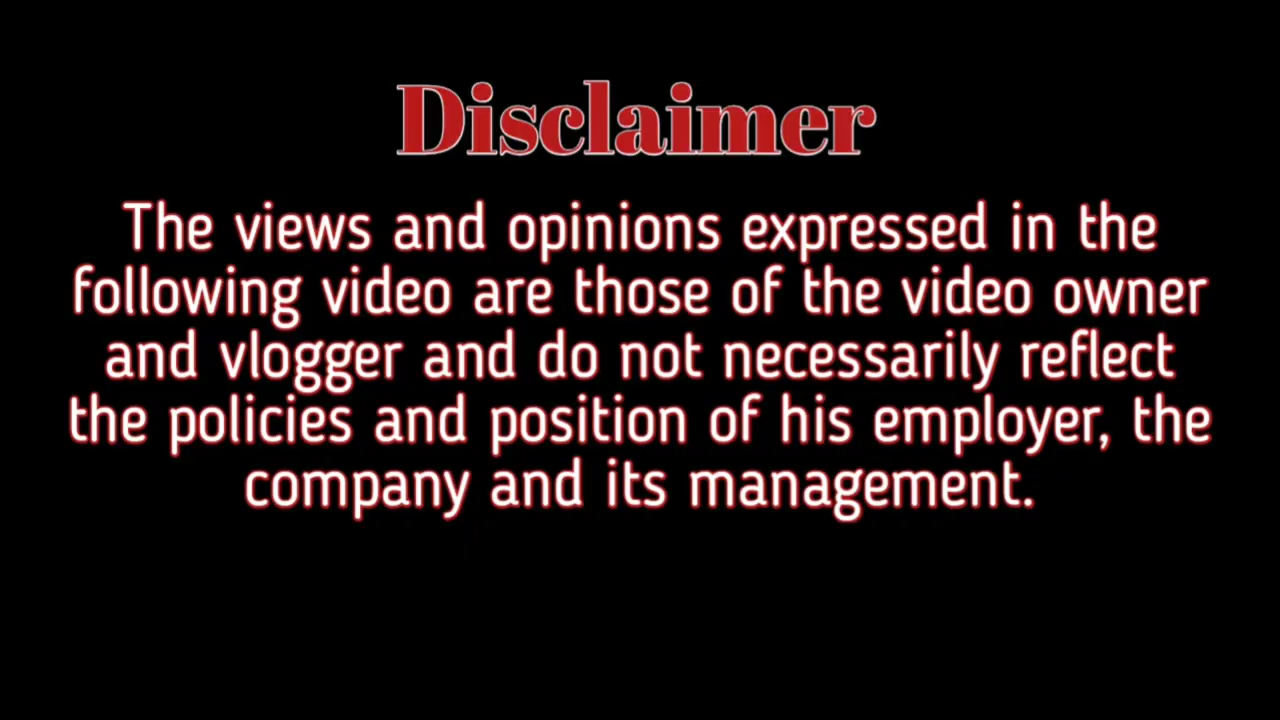 Disclaimer
The views and opinions expressed in the
following video are those of the video owner
and vlogger and do not necessarily reflect
the policies and position of his employer, the
company and its management.